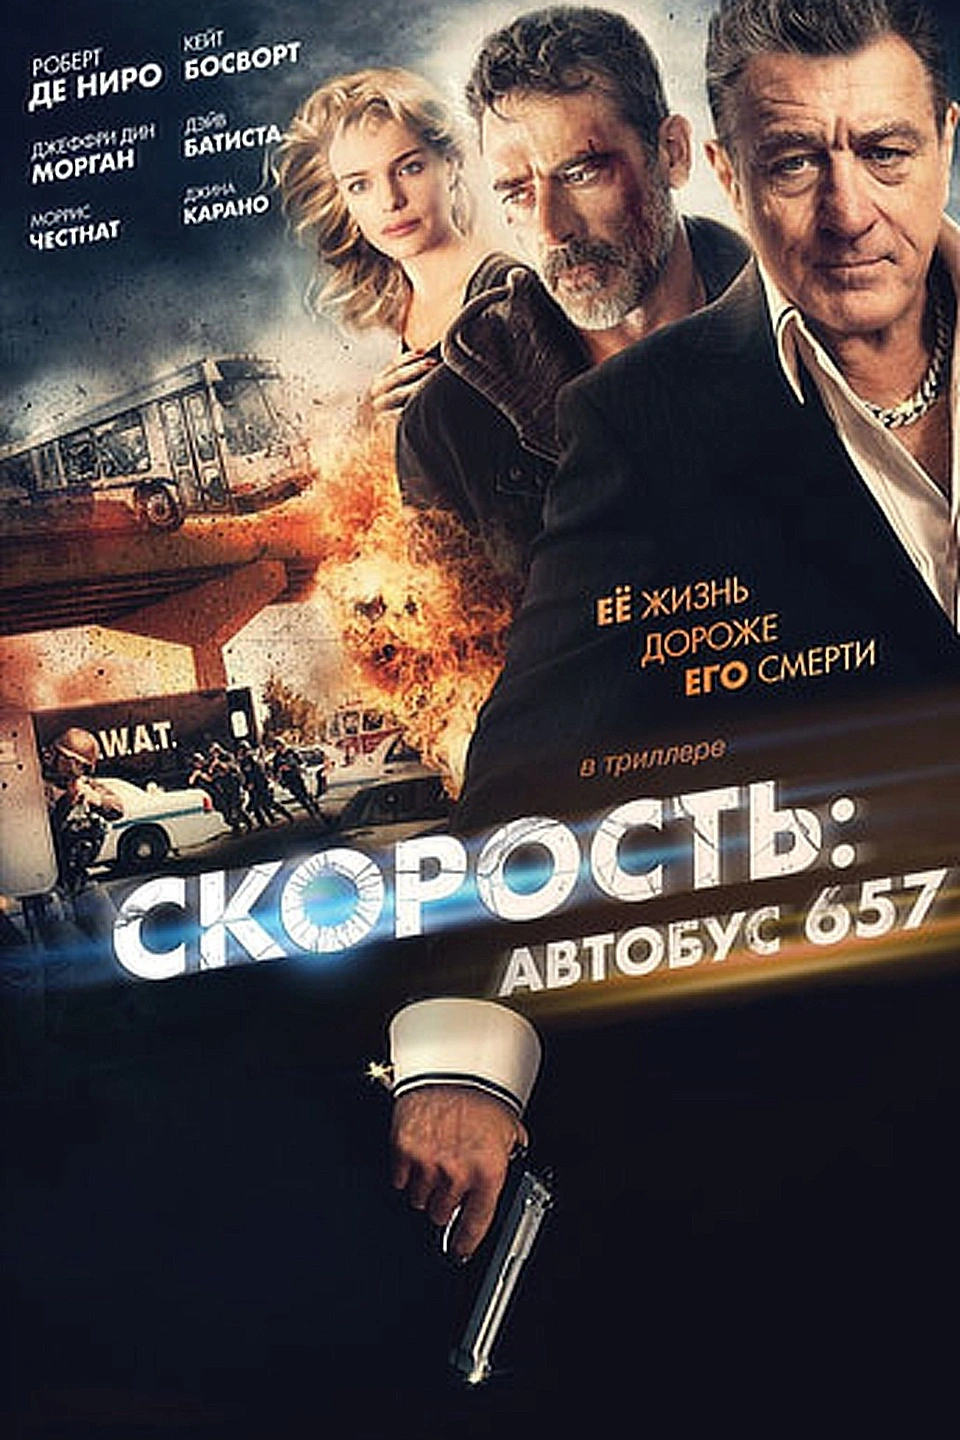 РОБЕРТ
ДЕ НИРО
КЕЙТ
БОСВОРТ
ДЖЕФФРИ ДИН
МОРГАН
ДЭЙВ
БАТИСТА
МОРРИС
ЧЕСТНАТ
ДЖИНА
КАРАНО
ЕЁ ЖИЗНЬ
ДОРОЖЕ
ЕГО СМЕРТИ
.W.A.T.
в триллере
СКОРОСТЬ:
АВТОБУС 657